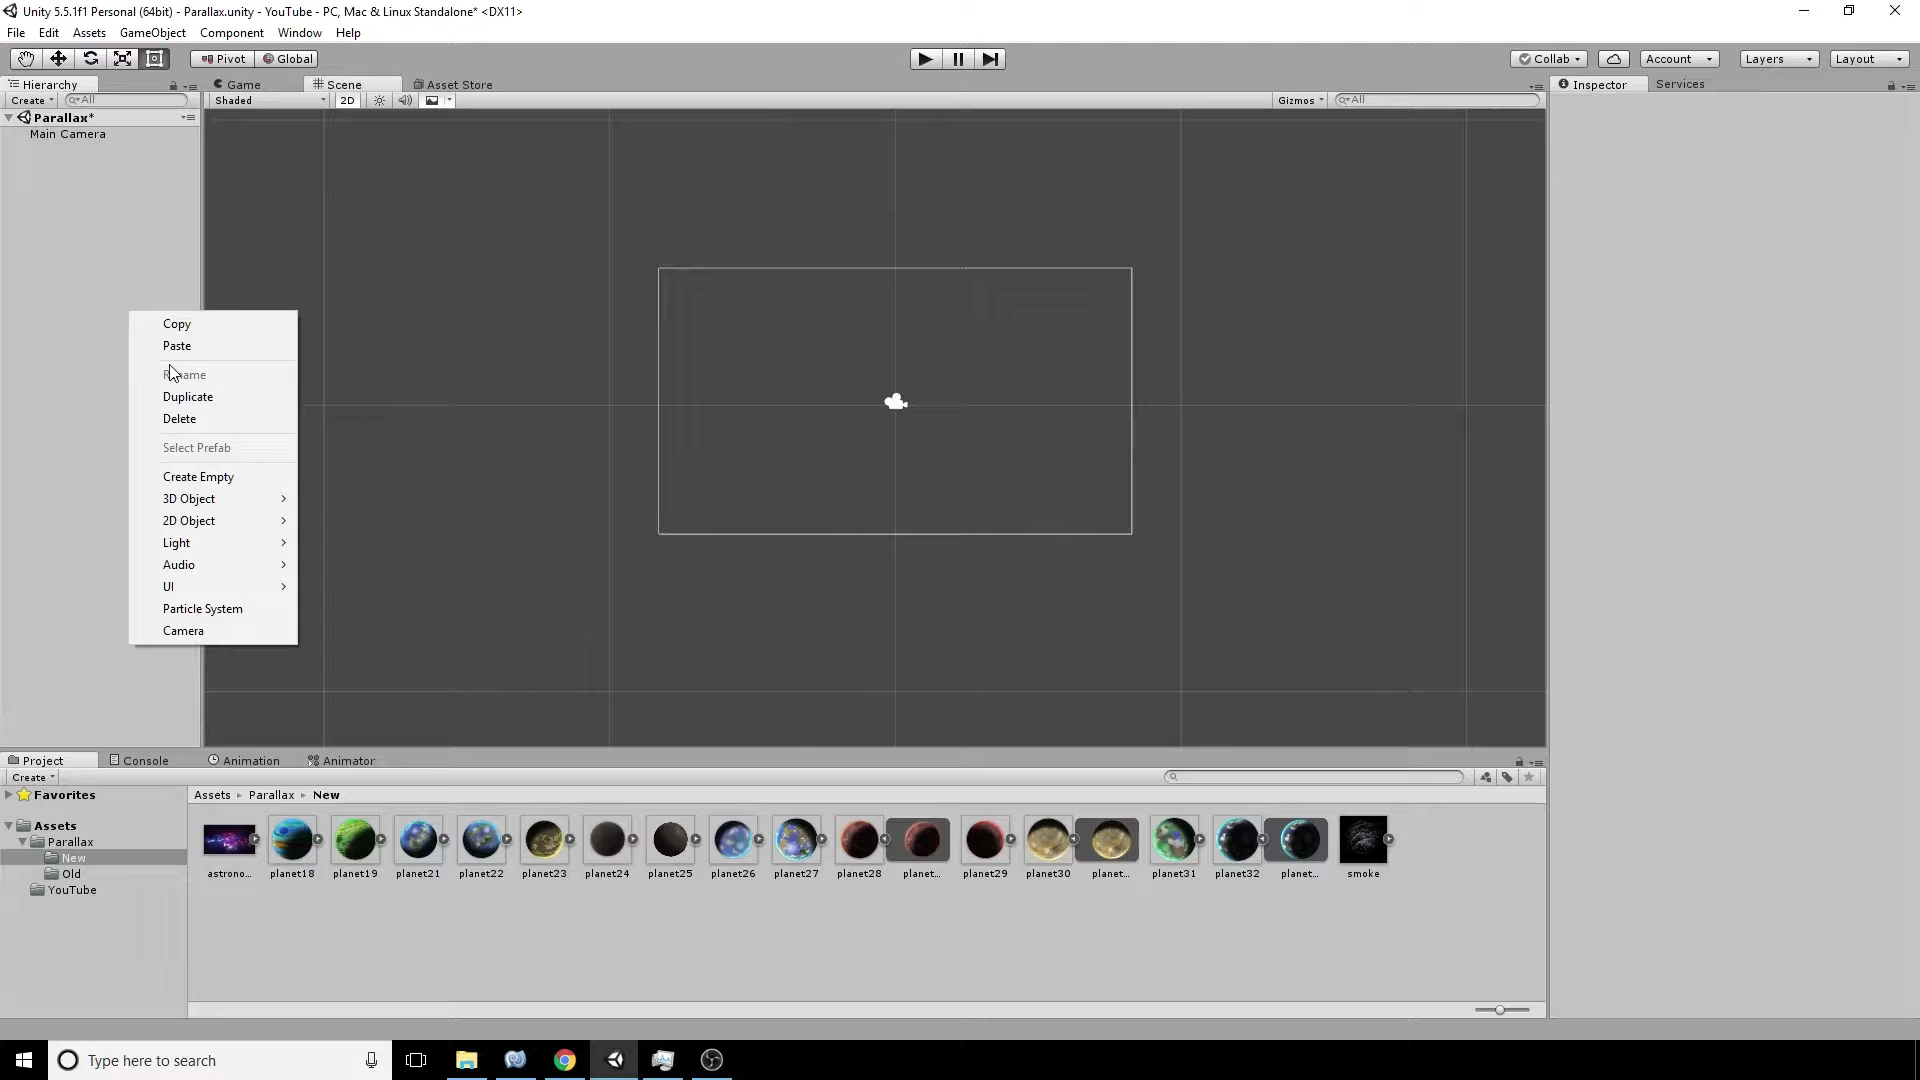 Unity 5.5.1f1 Personal (64bit) - Parallax.unity - YouTube - PC, Mac & Linux Standalone* <DX11>
File Edit Assets GameObject Component Window Help
Pivot Global Collab Account Layers Layout
Hierarchy Game Scene Asset Store Inspector Services
Create All Shaded 2D Gizmos All
Parallax*
Main Camera
Copy
Paste
Rename
Duplicate
Delete
Select Prefab
Create Empty
3D Object
2D Object
Light
Audio
UI
Particle System
Camera
Project Console Animation Animator
Create
Favorites Assets Parallax New
Assets
Parallax
New
Old
YouTube
astrono... planet18 planet19 planet21 planet22 planet23 planet24 planet25 planet26 planet27 planet28 planet... planet29 planet30 planet... planet31 planet32 planet... smoke
Type here to search